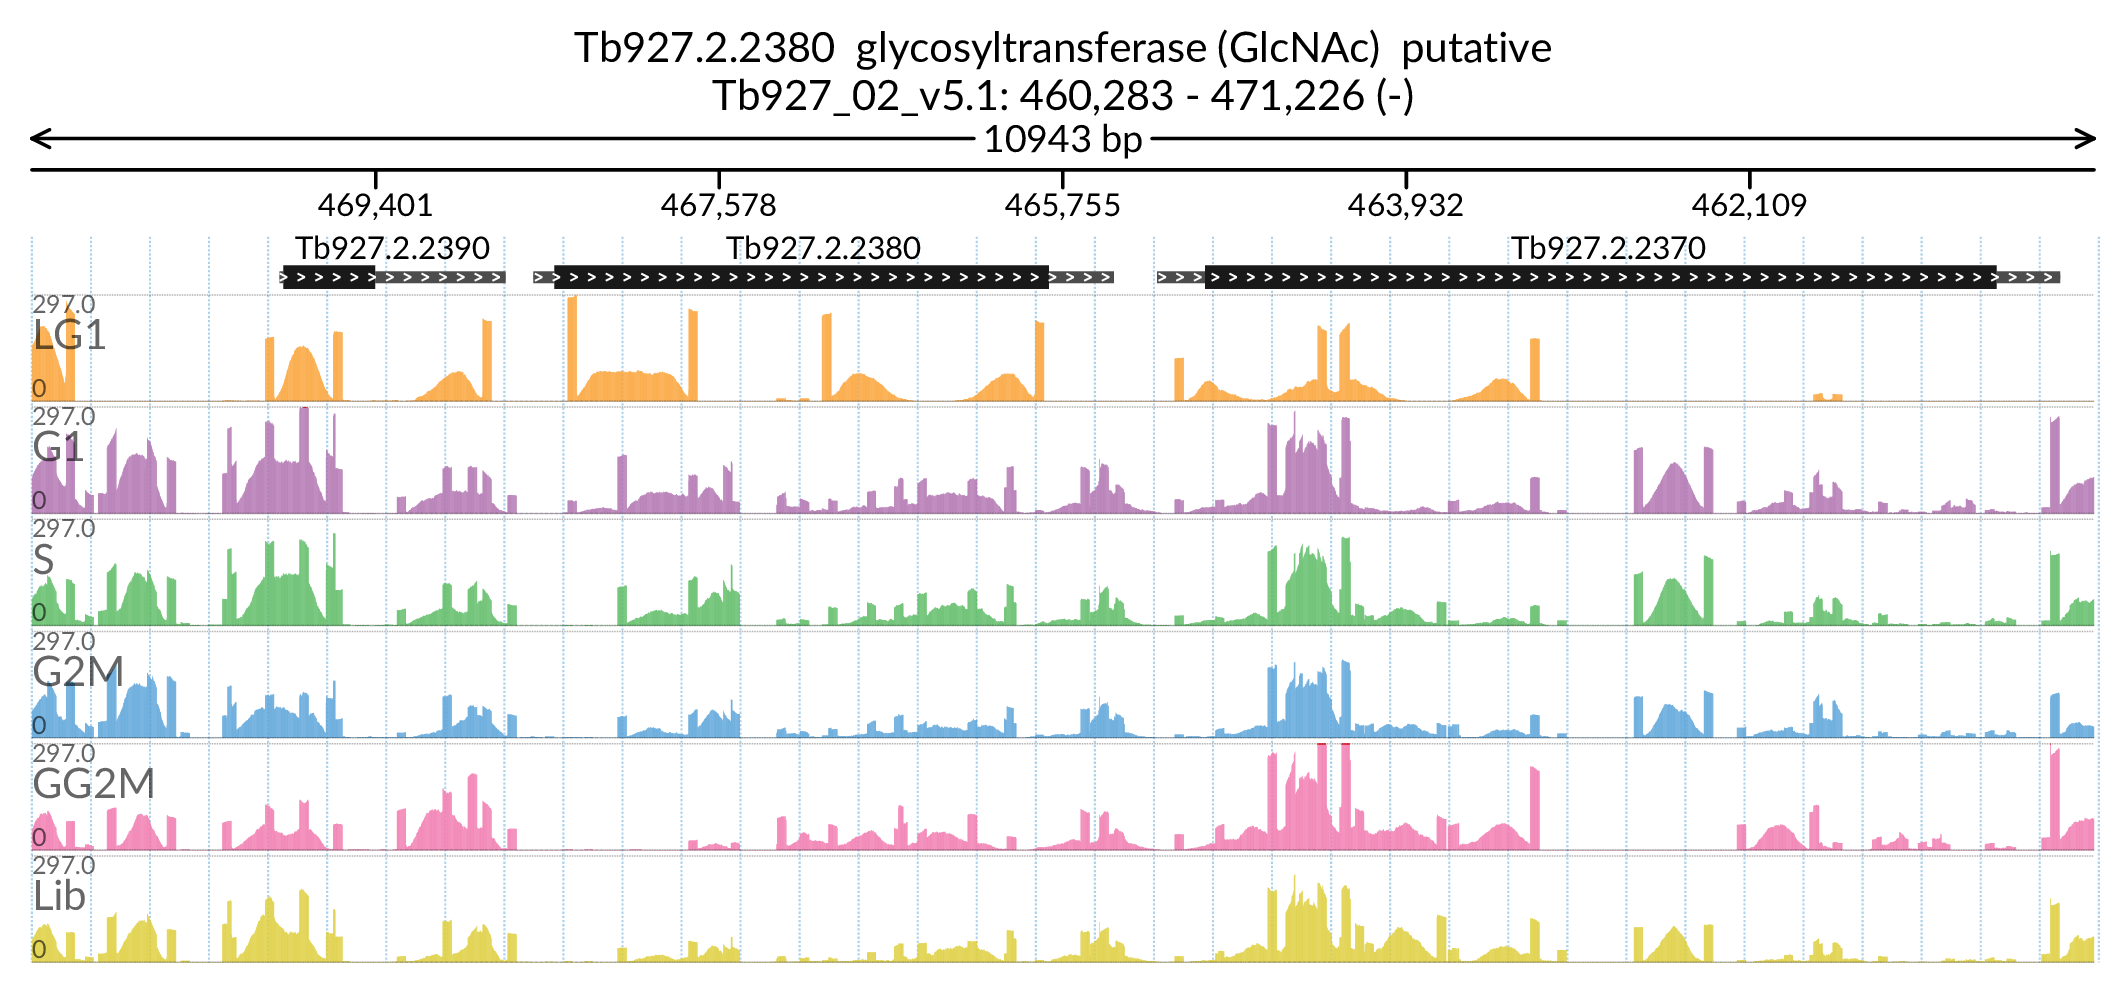 Tb927.2.2380 glycosyltransferase (GlcNAc) putative
Tb927_02_v5.1: 460,283 - 471,226 (-)
10943 bp
469,401 467,578 465,755 463,932 462,109
Tb927.2.2390 Tb927.2.2380 Tb927.2.2370
297.0
LG1
0
297.0
G1
0
297.0
S
0
297.0
G2M
0
297.0
GG2M
0
297.0
Lib
0